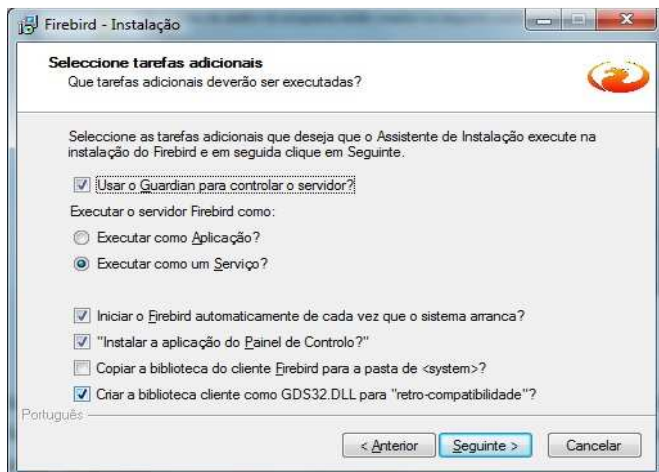 Firebird - Instalação
Seleccione tarefas adicionais
Que tarefas adicionais deverão ser executadas?
Seleccione as tarefas adicionais que deseja que o Assistente de Instalação execute na
instalação do Firebird e em seguida clique em Seguinte.
Usar o Guardian para controlar o servidor?
Executar o servidor Firebird como:
Executar como Aplicação?
Executar como um Serviço?
Iniciar o Firebird automaticamente de cada vez que o sistema arranca?
"Instalar a aplicação do Painel de Controlo?"
Copiar a biblioteca do cliente Firebird para a pasta de <system>?
Criar a biblioteca cliente como GDS32.DLL para "retro-compatibilidade"?
Português
< Anterior
Seguinte >
Cancelar